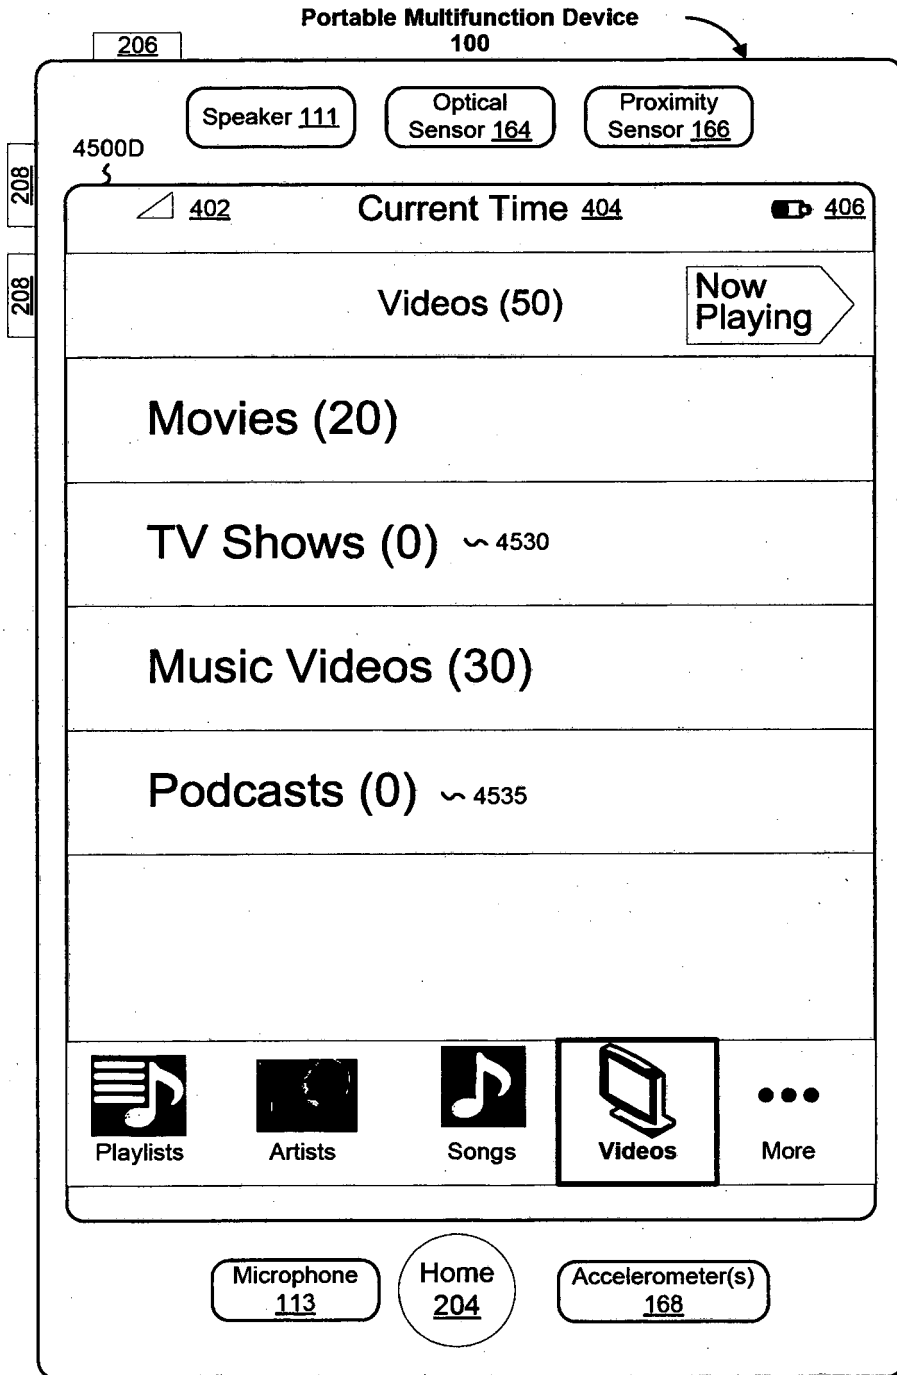 Portable Multifunction Device
100
206
Speaker 111
Optical
Sensor 164
Proximity
Sensor 166
4500D
208
208
402
Current Time 404
406
Videos (50)
Now
Playing
Movies (20)
TV Shows (0)
4530
Music Videos (30)
Podcasts (0)
4535
Playlists
Artists
Songs
Videos
More
Microphone
113
Home
204
Accelerometer(s)
168